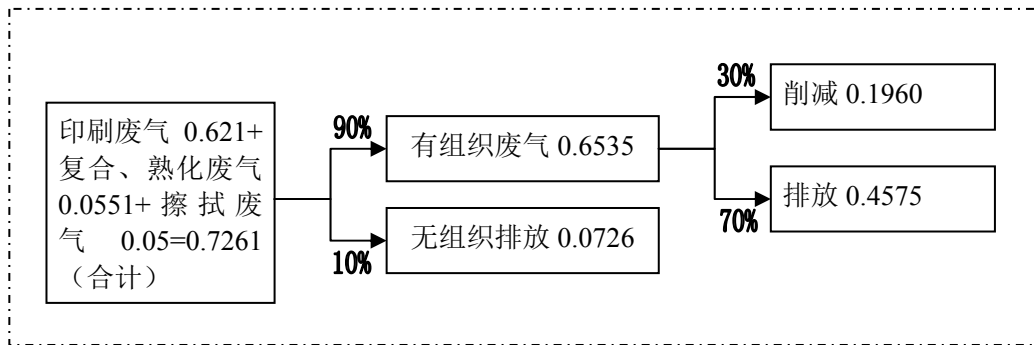 印刷废气 0.621+
复合、熟化废气
0.0551+ 擦拭废
气 0.05=0.7261
（合计）
90%
10%
有组织废气 0.6535
无组织排放 0.0726
30%
70%
削减 0.1960
排放 0.4575